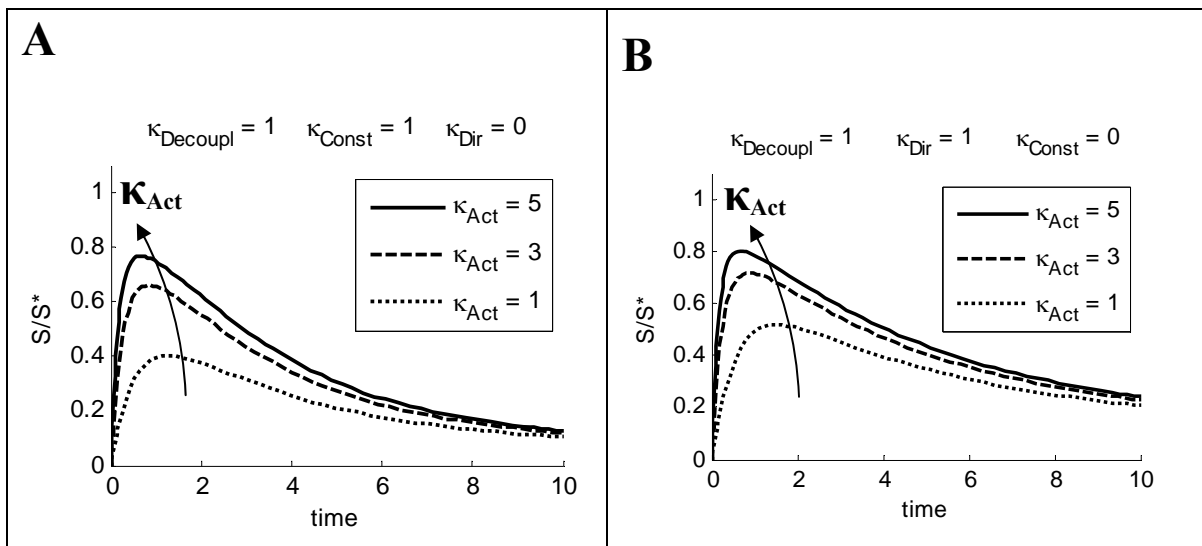 A
κDecoupl = 1 κConst = 1 κDir = 0
κAct
κAct = 5
κAct = 3
κAct = 1
S/S*
1
0.8
0.6
0.4
0.2
0
0 2 4 6 8 10
time
B
κDecoupl = 1 κDir = 1 κConst = 0
κAct
κAct = 5
κAct = 3
κAct = 1
S/S*
1
0.8
0.6
0.4
0.2
0
0 2 4 6 8 10
time